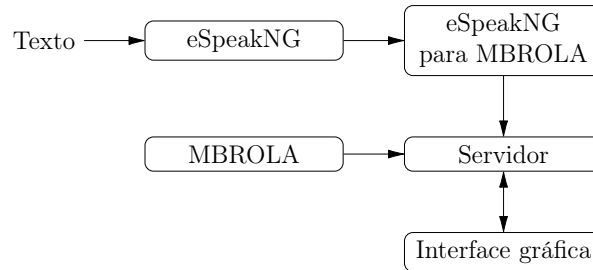 Texto
eSpeakNG
eSpeakNG
para MBROLA
MBROLA
Servidor
Interface gráfica